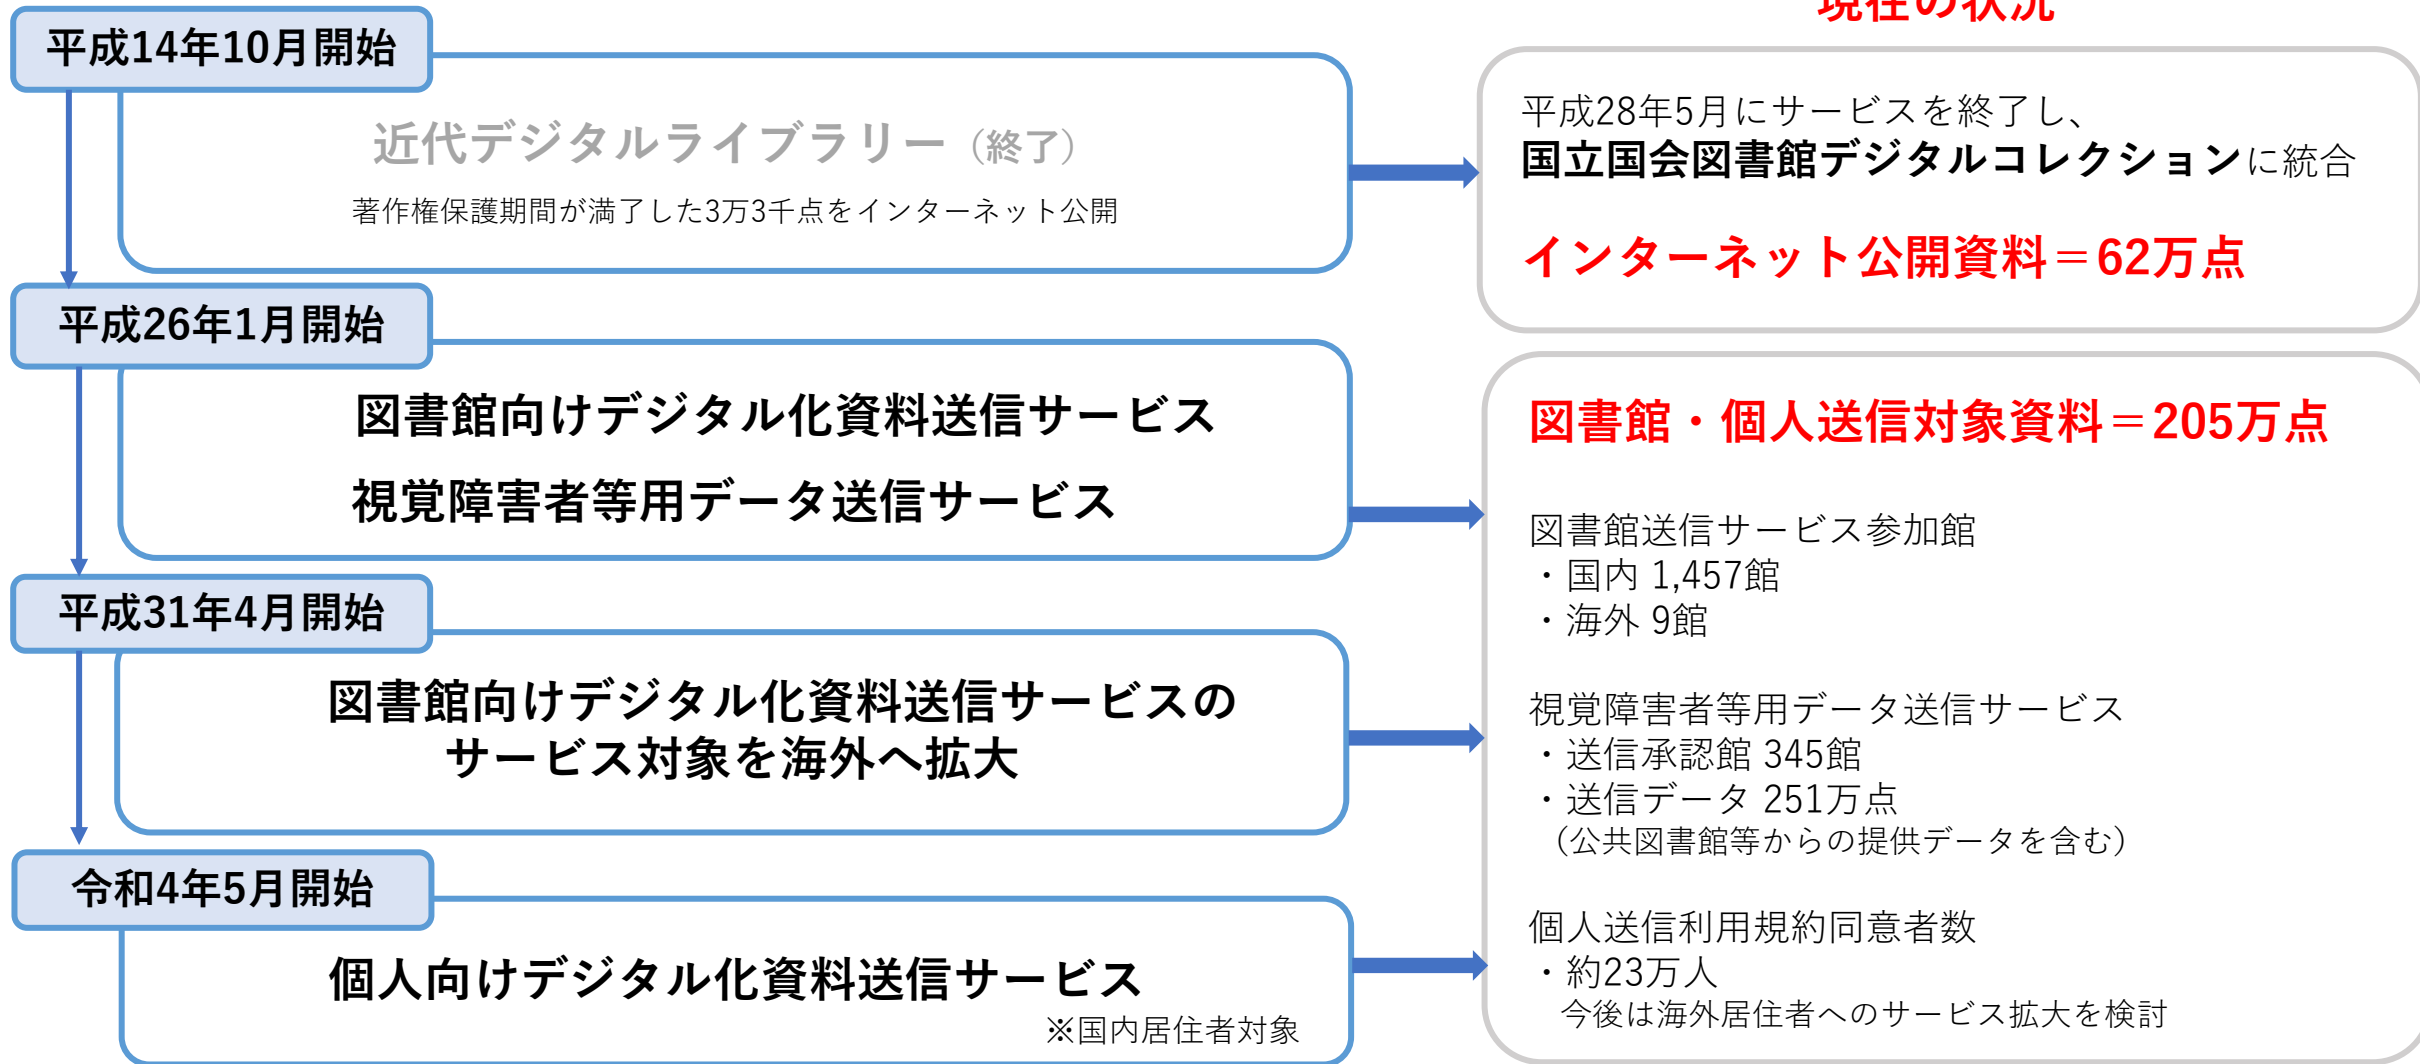 現在の状況
平成14年10月開始
近代デジタルライブラリー（終了）
著作権保護期間が満了した3万3千点をインターネット公開
平成28年5月にサービスを終了し、
国立国会図書館デジタルコレクションに統合
インターネット公開資料＝62万点
平成26年1月開始
図書館向けデジタル化資料送信サービス
視覚障害者等用データ送信サービス
平成31年4月開始
図書館向けデジタル化資料送信サービスの
サービス対象を海外へ拡大
令和4年5月開始
個人向けデジタル化資料送信サービス
※国内居住者対象
図書館・個人送信対象資料＝205万点
図書館送信サービス参加館
・国内 1,457館
・海外 9館
視覚障害者等用データ送信サービス
・送信承認館 345館
・送信データ 251万点
（公共図書館等からの提供データを含む）
個人送信利用規約同意者数
・約23万人
今後は海外居住者へのサービス拡大を検討